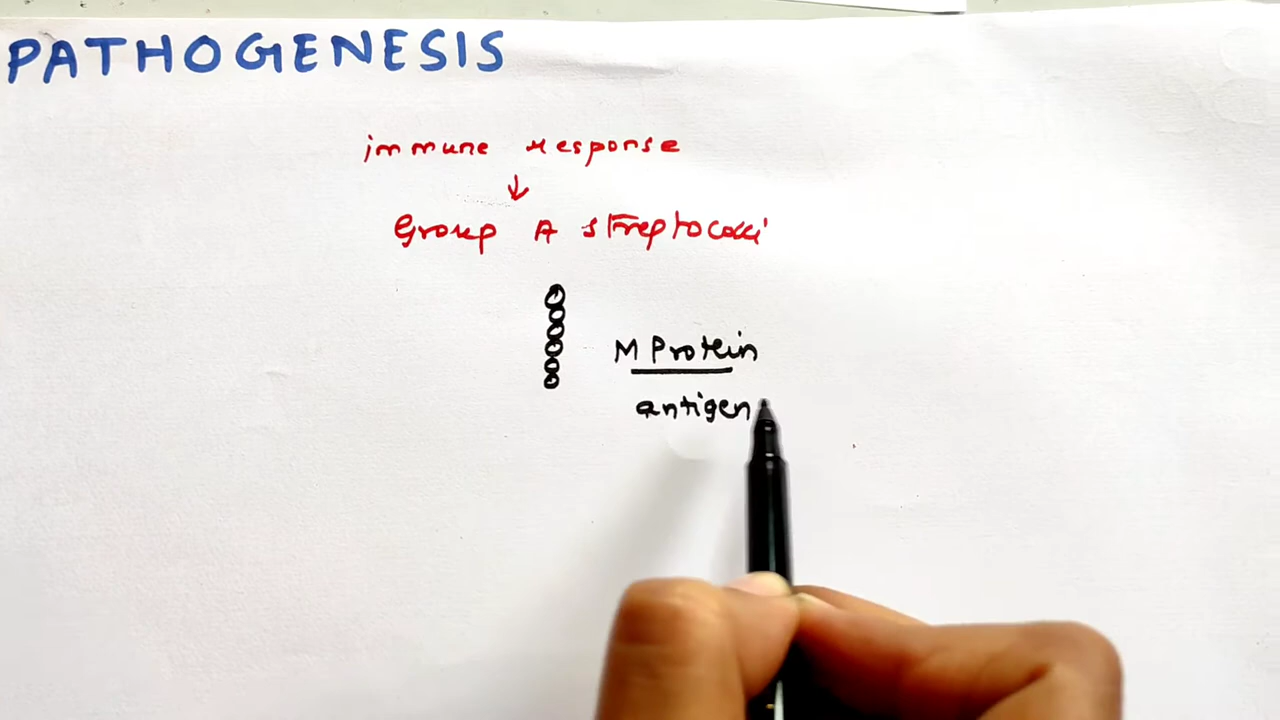 PATHOGENESIS
immune response
Group A streptococci
M Protein
antigen